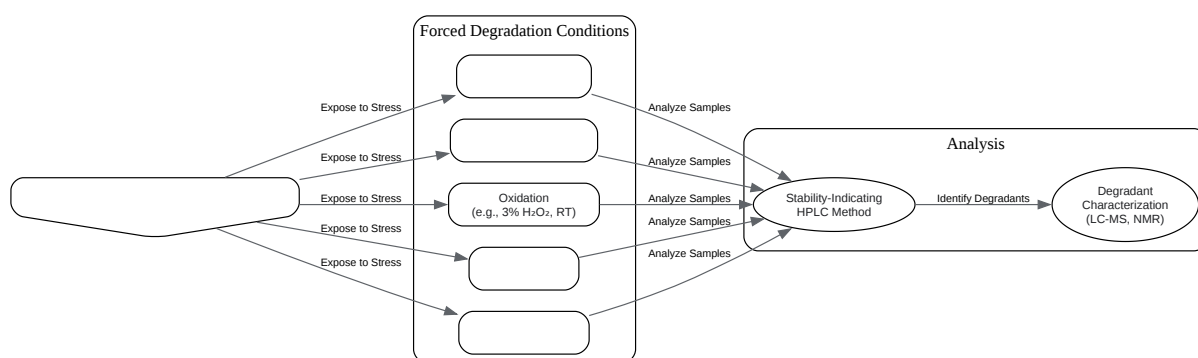 Forced Degradation Conditions
Expose to Stress
Expose to Stress
Expose to Stress
Expose to Stress
Expose to Stress
Oxidation
(e.g., 3% H₂O₂, RT)
Analyze Samples
Analyze Samples
Analyze Samples
Analyze Samples
Analyze Samples
Analysis
Stability-Indicating
HPLC Method
Identify Degradants
Degradant
Characterization
(LC-MS, NMR)